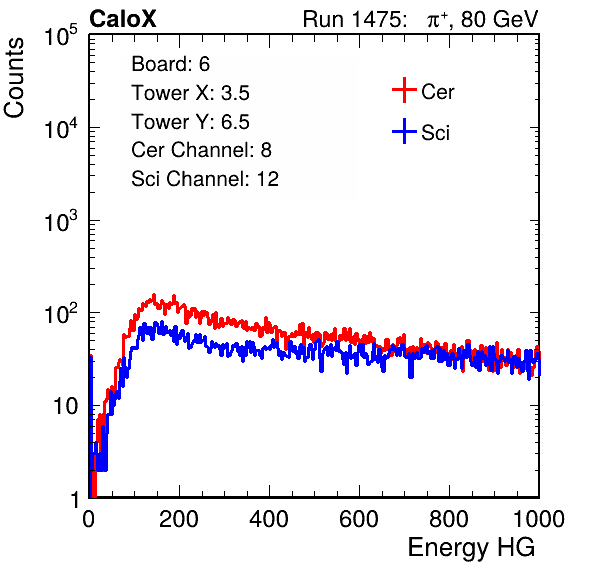 CaloX Run 1475: π⁺, 80 GeV
Counts
Board: 6
Tower X: 3.5
Tower Y: 6.5
Cer Channel: 8
Sci Channel: 12
Cer
Sci
10⁵
10⁴
10³
10²
10
1
0 200 400 600 800 1000
Energy HG